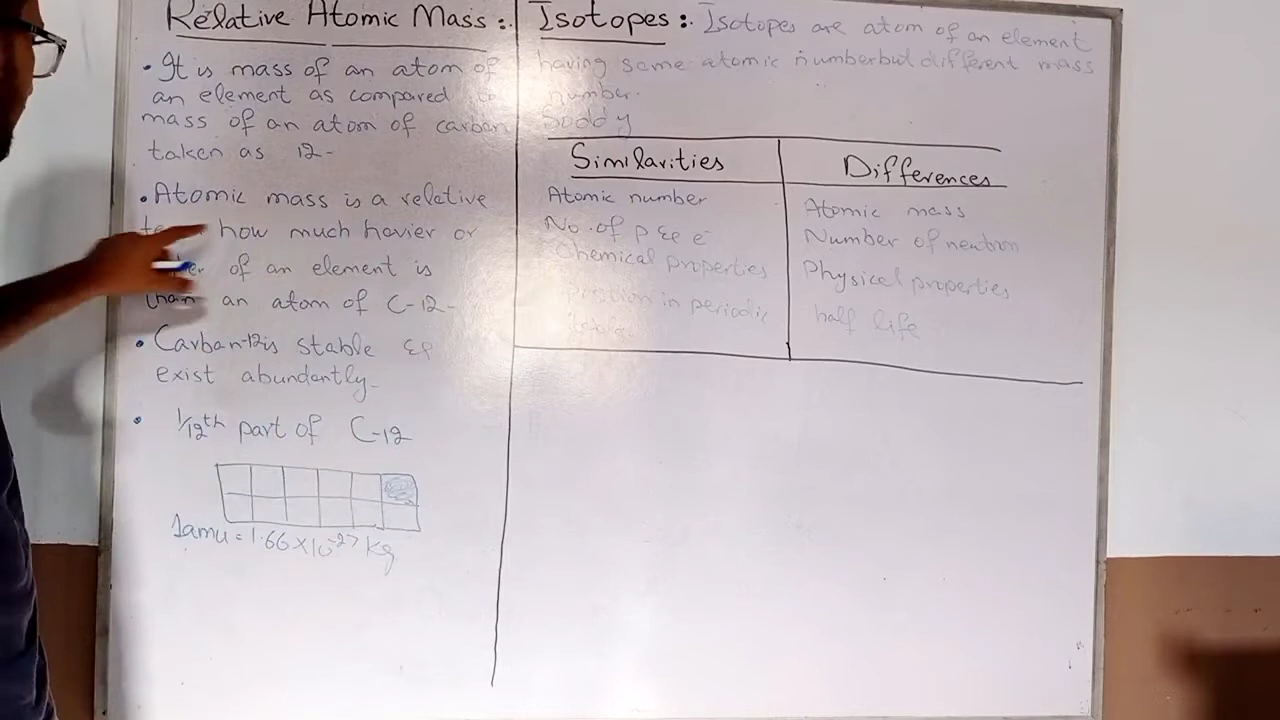 Relative Atomic Mass :.
• It is mass of an atom of
an element as compared to
mass of an atom of carban
taken as 12-
• Atomic mass is a relative
how much havier or
of an element is
than an atom of C-12-
• Carban-12 is stable &
exist abundantly-
• 1/12th part of C-12
1amu = 1.66 x 10-27 kg
Isotopes :. Isotopes are atom of an element
having same atomic number but different mass
number.
Soddy
Similarities
Atomic number
No. of p & e-
Chemical properties
position in periodic
table
Differences
Atomic mass
Number of neutron
Physical properties
half life